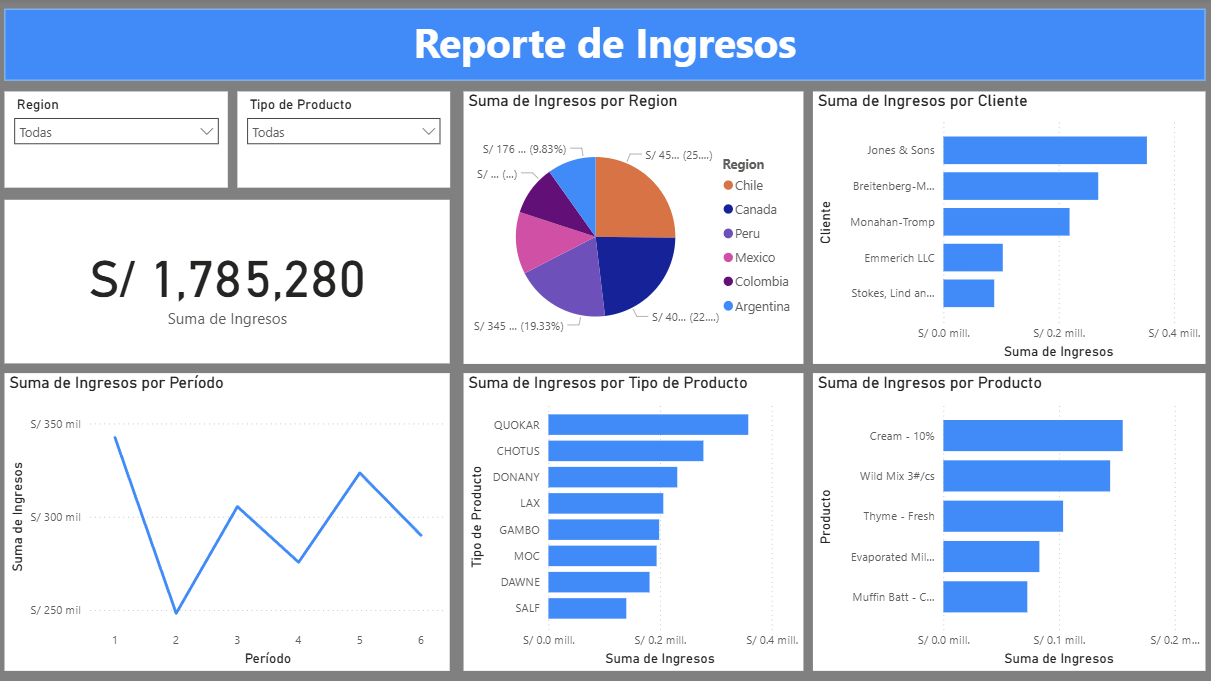 Reporte de Ingresos
Region
Todas
Tipo de Producto
Todas
S/ 1,785,280
Suma de Ingresos
Suma de Ingresos por Region
S/ 176 ... (9.83%)
S/ 45... (25....)
S/ ... (...)
S/ 345 ... (19.33%)
S/ 40... (22....)
Region
Chile
Canada
Peru
Mexico
Colombia
Argentina
Suma de Ingresos por Cliente
Cliente
Jones & Sons
Breitenberg-M...
Monahan-Tromp
Emmerich LLC
Stokes, Lind an...
S/ 0.0 mill.
S/ 0.2 mill.
S/ 0.4 mill.
Suma de Ingresos
Suma de Ingresos por Período
Suma de Ingresos
S/ 350 mil
S/ 300 mil
S/ 250 mil
1
2
3
4
5
6
Período
Suma de Ingresos por Tipo de Producto
Tipo de Producto
QUOKAR
CHOTUS
DONANY
LAX
GAMBO
MOC
DAWNE
SALF
S/ 0.0 mill.
S/ 0.2 mill.
S/ 0.4 mill.
Suma de Ingresos
Suma de Ingresos por Producto
Producto
Cream - 10%
Wild Mix 3#/cs
Thyme - Fresh
Evaporated Mil...
Muffin Batt - C...
S/ 0.0 mill.
S/ 0.1 mill.
S/ 0.2 m...
Suma de Ingresos